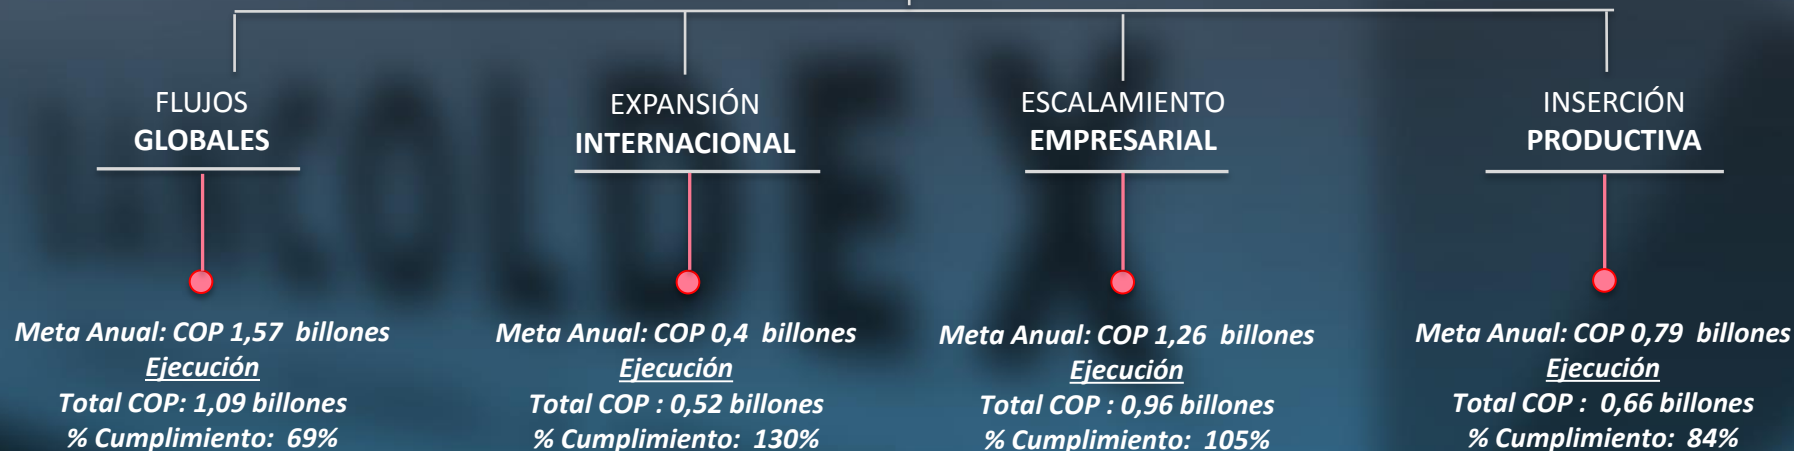 FLUJOS
GLOBALES
Meta Anual: COP 1,57 billones
Ejecución
Total COP: 1,09 billones
% Cumplimiento: 69%
EXPANSIÓN
INTERNACIONAL
Meta Anual: COP 0,4 billones
Ejecución
Total COP : 0,52 billones
% Cumplimiento: 130%
ESCALAMIENTO
EMPRESARIAL
Meta Anual: COP 1,26 billones
Ejecución
Total COP : 0,96 billones
% Cumplimiento: 105%
INSERCIÓN
PRODUCTIVA
Meta Anual: COP 0,79 billones
Ejecución
Total COP : 0,66 billones
% Cumplimiento: 84%